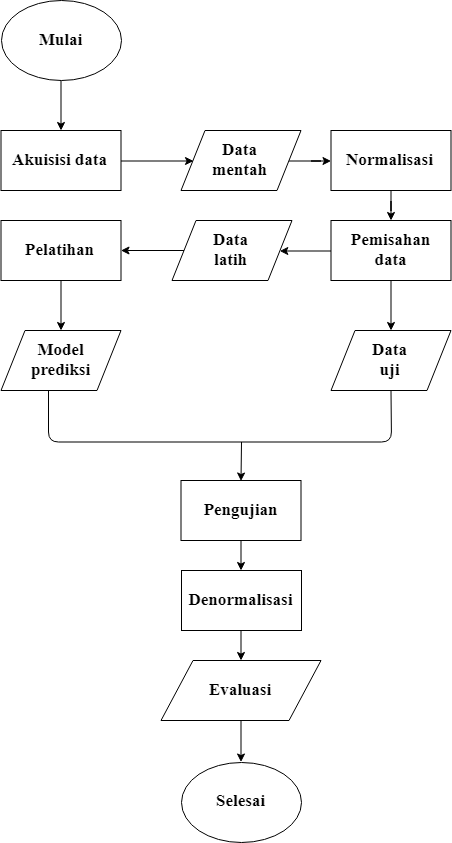 Mulai
Akuisisi data
Data
mentah
Normalisasi
Pemisahan
data
Data
latih
Pelatihan
Model
prediksi
Data
uji
Pengujian
Denormalisasi
Evaluasi
Selesai